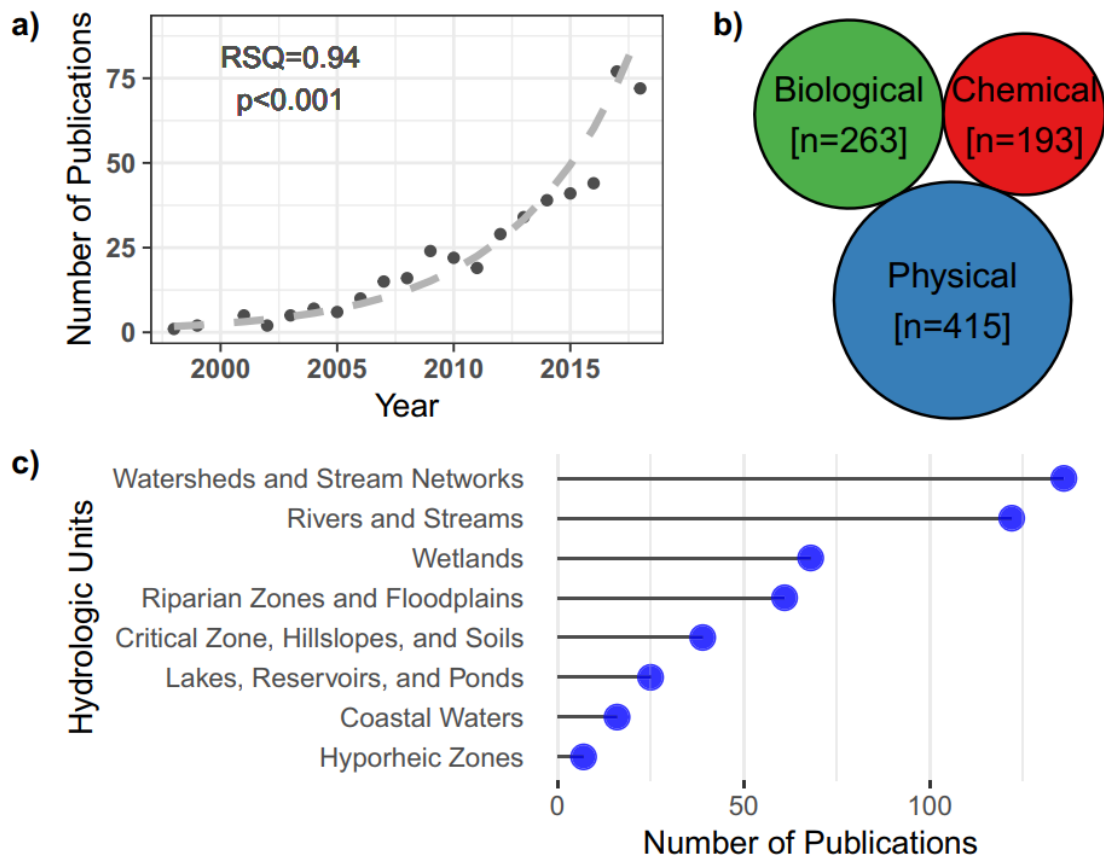 a)
Number of Publications
75
50
25
0
RSQ=0.94
p<0.001
2000 2005 2010 2015
Year
b)
Biological
[n=263]
Chemical
[n=193]
Physical
[n=415]
c)
Hydrologic Units
Watersheds and Stream Networks
Rivers and Streams
Wetlands
Riparian Zones and Floodplains
Critical Zone, Hillslopes, and Soils
Lakes, Reservoirs, and Ponds
Coastal Waters
Hyporheic Zones
0 50 100
Number of Publications